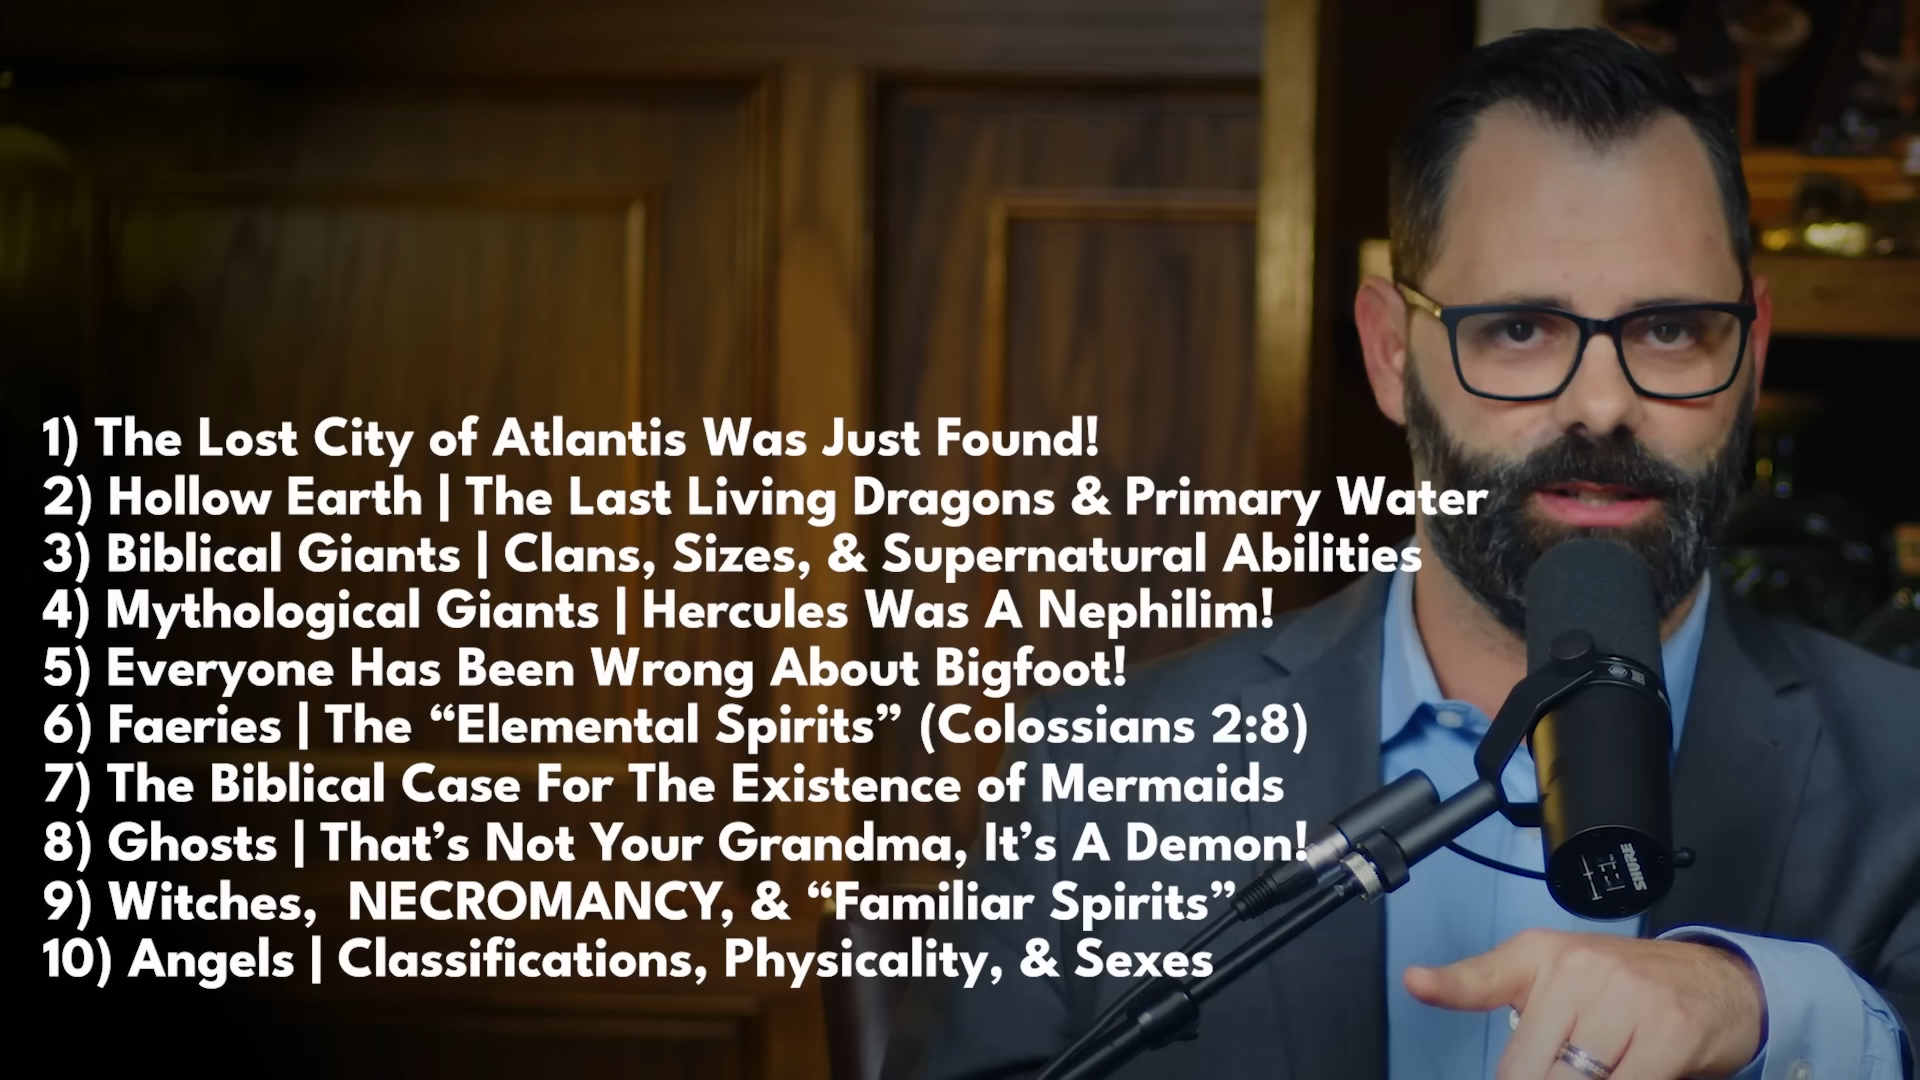 1) The Lost City of Atlantis Was Just Found!
2) Hollow Earth | The Last Living Dragons & Primary Water
3) Biblical Giants | Clans, Sizes, & Supernatural Abilities
4) Mythological Giants | Hercules Was A Nephilim!
5) Everyone Has Been Wrong About Bigfoot!
6) Faeries | The “Elemental Spirits” (Colossians 2:8)
7) The Biblical Case For The Existence of Mermaids
8) Ghosts | That’s Not Your Grandma, It’s A Demon!
9) Witches,  NECROMANCY, & “Familiar Spirits”
10) Angels | Classifications, Physicality, & Sexes
SHURE